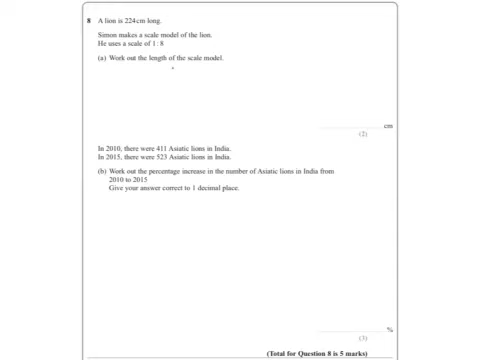 8 A lion is 224 cm long.
Simon makes a scale model of the lion.
He uses a scale of 1 : 8
(a) Work out the length of the scale model.
cm
(2)
In 2010, there were 411 Asiatic lions in India.
In 2015, there were 523 Asiatic lions in India.
(b) Work out the percentage increase in the number of Asiatic lions in India from
2010 to 2015
Give your answer correct to 1 decimal place.
%
(3)
(Total for Question 8 is 5 marks)